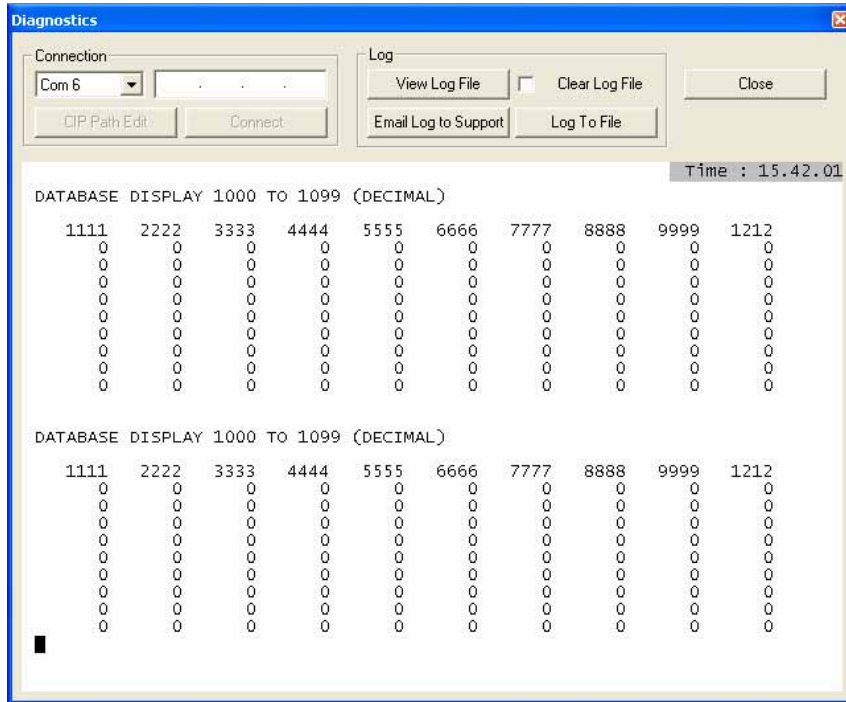 Diagnostics
Connection
Log
Com 6
. . .
View Log File
Clear Log File
Close
CIP Path Edit
Connect
Email Log to Support
Log To File
Time : 15.42.01
DATABASE DISPLAY 1000 TO 1099 (DECIMAL)
1111 2222 3333 4444 5555 6666 7777 8888 9999 1212
0 0 0 0 0 0 0 0 0 0
0 0 0 0 0 0 0 0 0 0
0 0 0 0 0 0 0 0 0 0
0 0 0 0 0 0 0 0 0 0
0 0 0 0 0 0 0 0 0 0
0 0 0 0 0 0 0 0 0 0
0 0 0 0 0 0 0 0 0 0
0 0 0 0 0 0 0 0 0 0
0 0 0 0 0 0 0 0 0 0
DATABASE DISPLAY 1000 TO 1099 (DECIMAL)
1111 2222 3333 4444 5555 6666 7777 8888 9999 1212
0 0 0 0 0 0 0 0 0 0
0 0 0 0 0 0 0 0 0 0
0 0 0 0 0 0 0 0 0 0
0 0 0 0 0 0 0 0 0 0
0 0 0 0 0 0 0 0 0 0
0 0 0 0 0 0 0 0 0 0
0 0 0 0 0 0 0 0 0 0
0 0 0 0 0 0 0 0 0 0
0 0 0 0 0 0 0 0 0 0